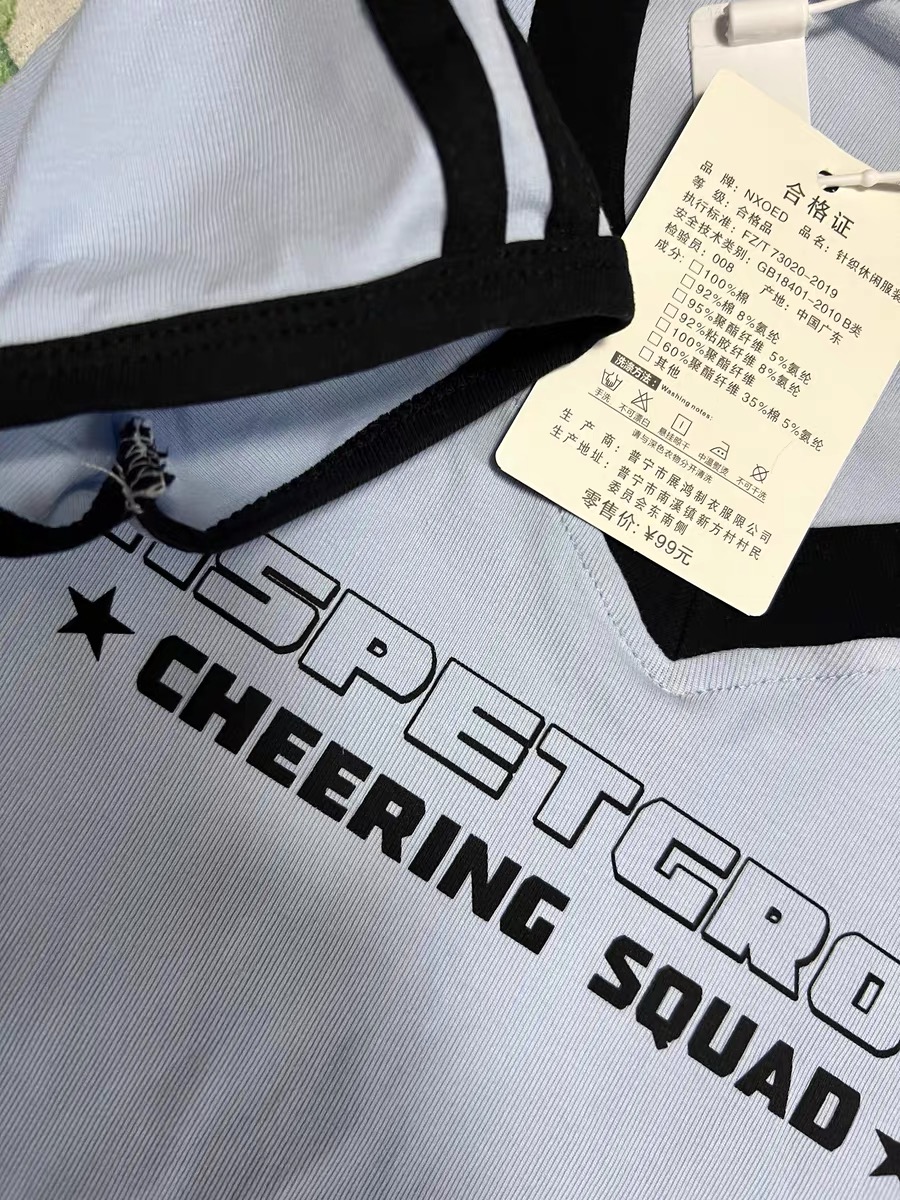 合格证
品 牌：NXOED 品名：针织休闲服装
等 级：合格品
执行标准：FZ/T 73020-2019
安全技术类别：GB18401-2010 B类
检验员：008 产地：中国广东
成分：□100%棉
□92%棉 8%氨纶
□95%聚酯纤维 5%氨纶
□92%粘胶纤维 8%氨纶
□100%聚酯纤维
□60%聚酯纤维 35%棉 5%氨纶
□其他
洗涤方法： Washing notes:
手洗 不可漂白 悬挂晾干 中温熨烫 不可干洗
请与深色衣物分开清洗
生 产 商：普宁市展鸿制衣服限公司
生产地址：普宁市南溪镇新方村村民
委员会东南侧
零售价：¥99元
SPETGRO
★ CHEERING SQUAD ★